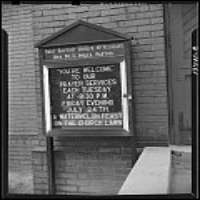 "YOU'RE WELCOME"
TO OUR
PRAYER SERVICES
EACH TUESDAY
AT 8:30 P.M.
FRIDAY EVENING
JULY 24TH
A WATERMELON FEAST
ON THE CHURCH LAWN